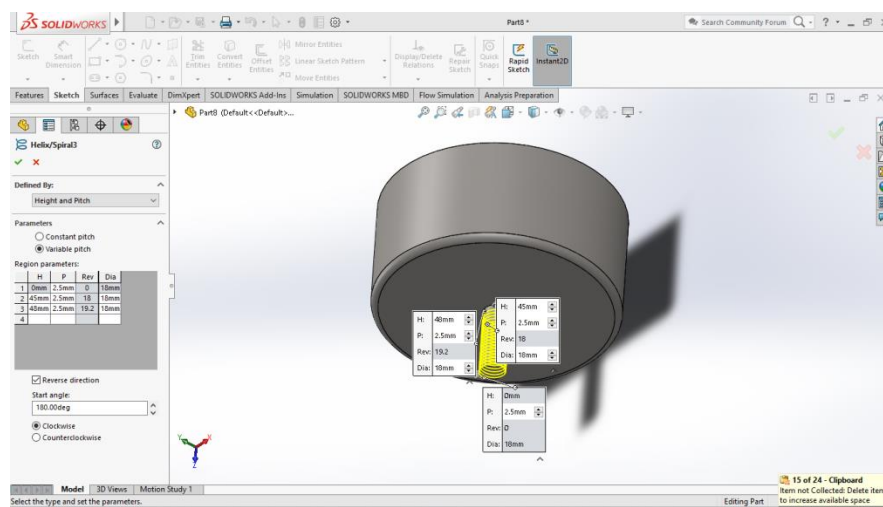 SOLIDWORKS
Part8 *
Search Community Forum
Sketch
Smart Dimension
Trim Entities
Convert Entities
Offset Entities
Mirror Entities
Linear Sketch Pattern
Move Entities
Display/Delete Relations
Repair Sketch
Quick Snaps
Rapid Sketch
Instant2D
Features Sketch Surfaces Evaluate DimXpert SOLIDWORKS Add-Ins Simulation SOLIDWORKS MBD Flow Simulation Analysis Preparation
Part8 (Default<<Default>...
Helix/Spiral3
Defined By:
Height and Pitch
Parameters
Constant pitch
Variable pitch
Region parameters:
H P Rev Dia
1 0mm 2.5mm 0 18mm
2 45mm 2.5mm 18 18mm
3 48mm 2.5mm 19.2 18mm
4
Reverse direction
Start angle:
180.00deg
Clockwise
Counterclockwise
H: 45mm
P: 2.5mm
Rev: 18
Dia: 18mm
H: 48mm
P: 2.5mm
Rev: 19.2
Dia: 18mm
H: 0mm
P: 2.5mm
Rev: 0
Dia: 18mm
Y
X
Z
Model 3D Views Motion Study 1
Select the type and set the parameters.
Editing Part
15 of 24 - Clipboard
Item not Collected: Delete item
to increase available space